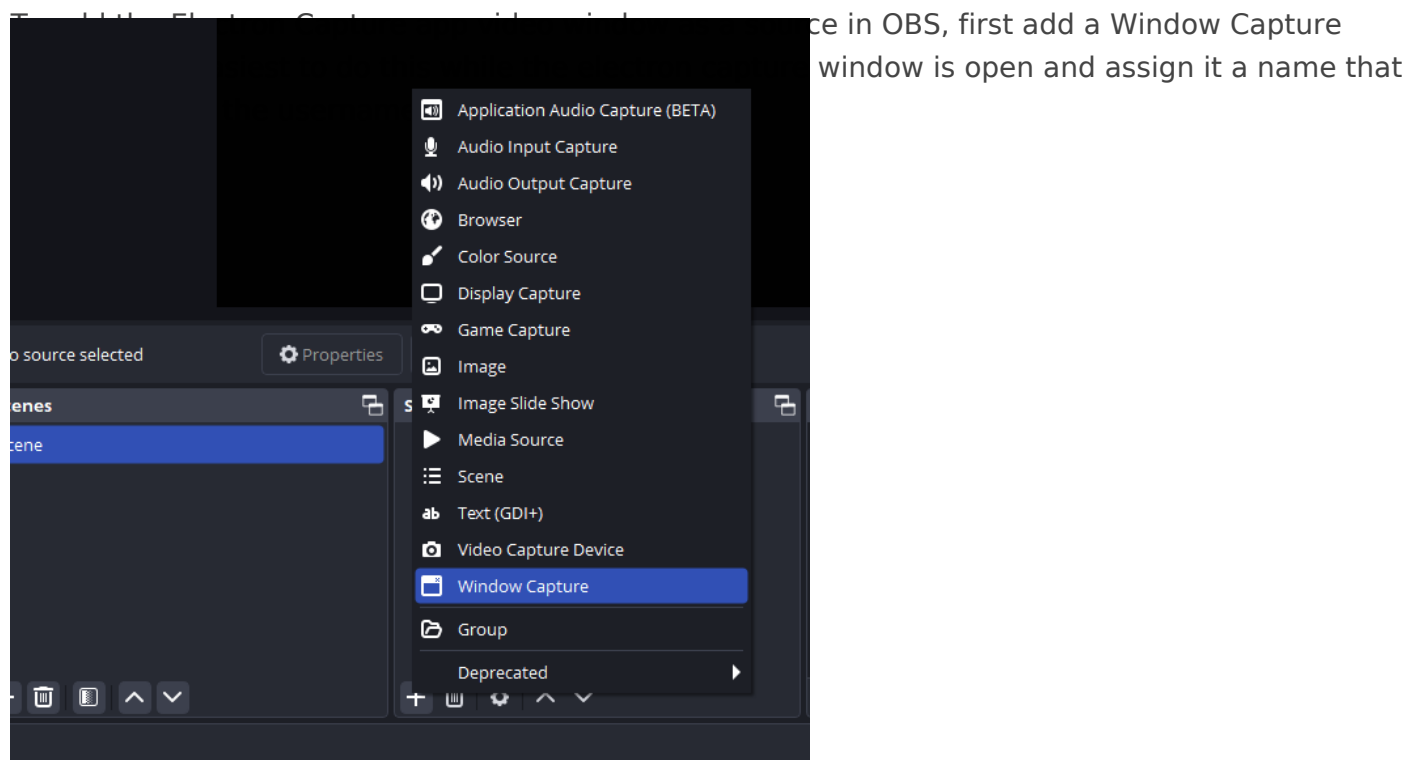 ce in OBS, first add a Window Capture
window is open and assign it a name that
Application Audio Capture (BETA)
Audio Input Capture
Audio Output Capture
Browser
Color Source
Display Capture
Game Capture
o source selected
Properties
Image
enes
S
Image Slide Show
cene
Media Source
Scene
ab Text (GDI+)
Video Capture Device
Window Capture
Group
Deprecated